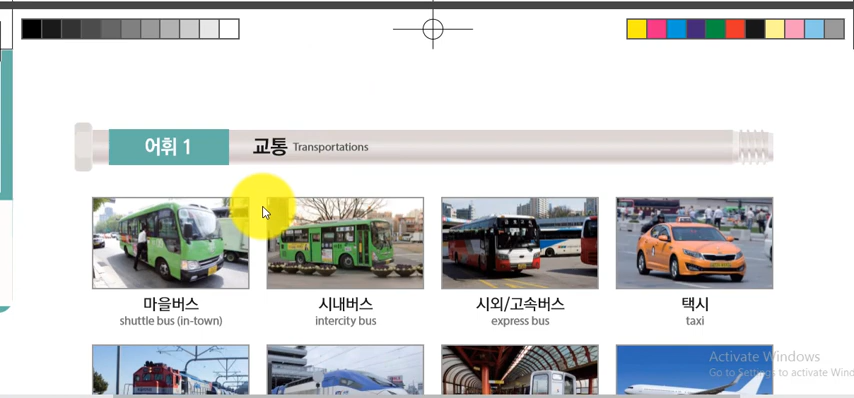 어휘 1
교통 Transportations
마을버스
shuttle bus (in-town)
시내버스
intercity bus
시외/고속버스
express bus
택시
taxi
Activate Windows
Go to Settings to activate Wind